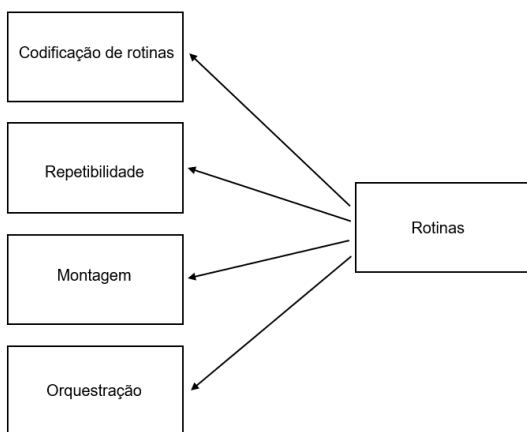 Codificação de rotinas
Repetibilidade
Rotinas
Montagem
Orquestração